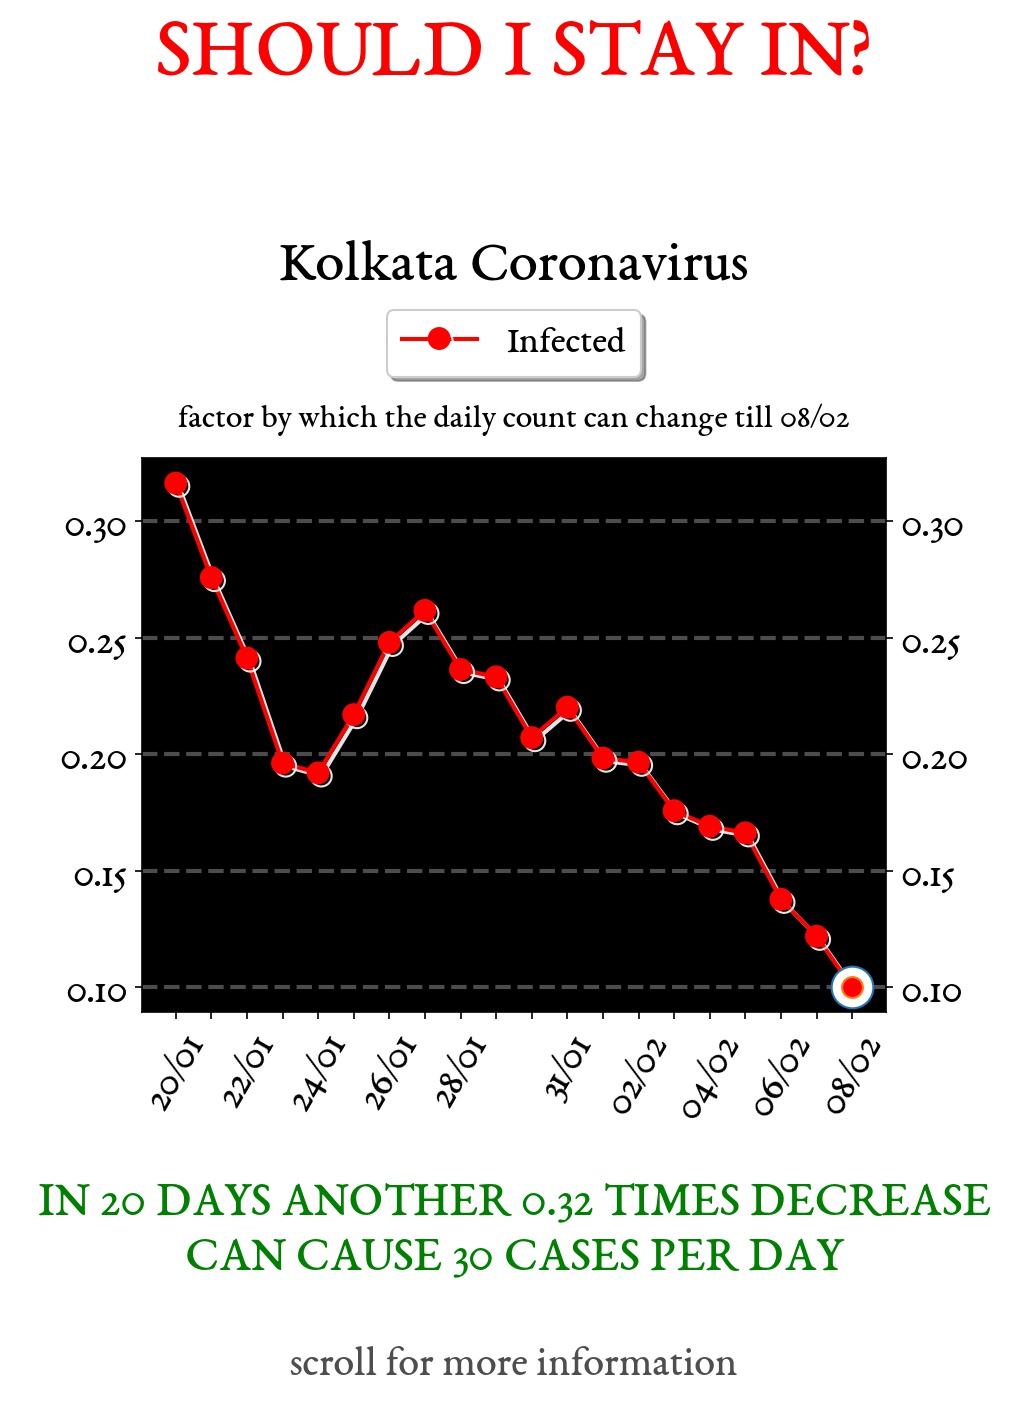 SHOULD I STAY IN?
Kolkata Coronavirus
Infected
factor by which the daily count can change till 08/02
0.30 0.30
0.25 0.25
0.20 0.20
0.15 0.15
0.10 0.10
20/01 22/01 24/01 26/01 28/01 31/01 02/02 04/02 06/02 08/02
IN 20 DAYS ANOTHER 0.32 TIMES DECREASE
CAN CAUSE 30 CASES PER DAY
scroll for more information